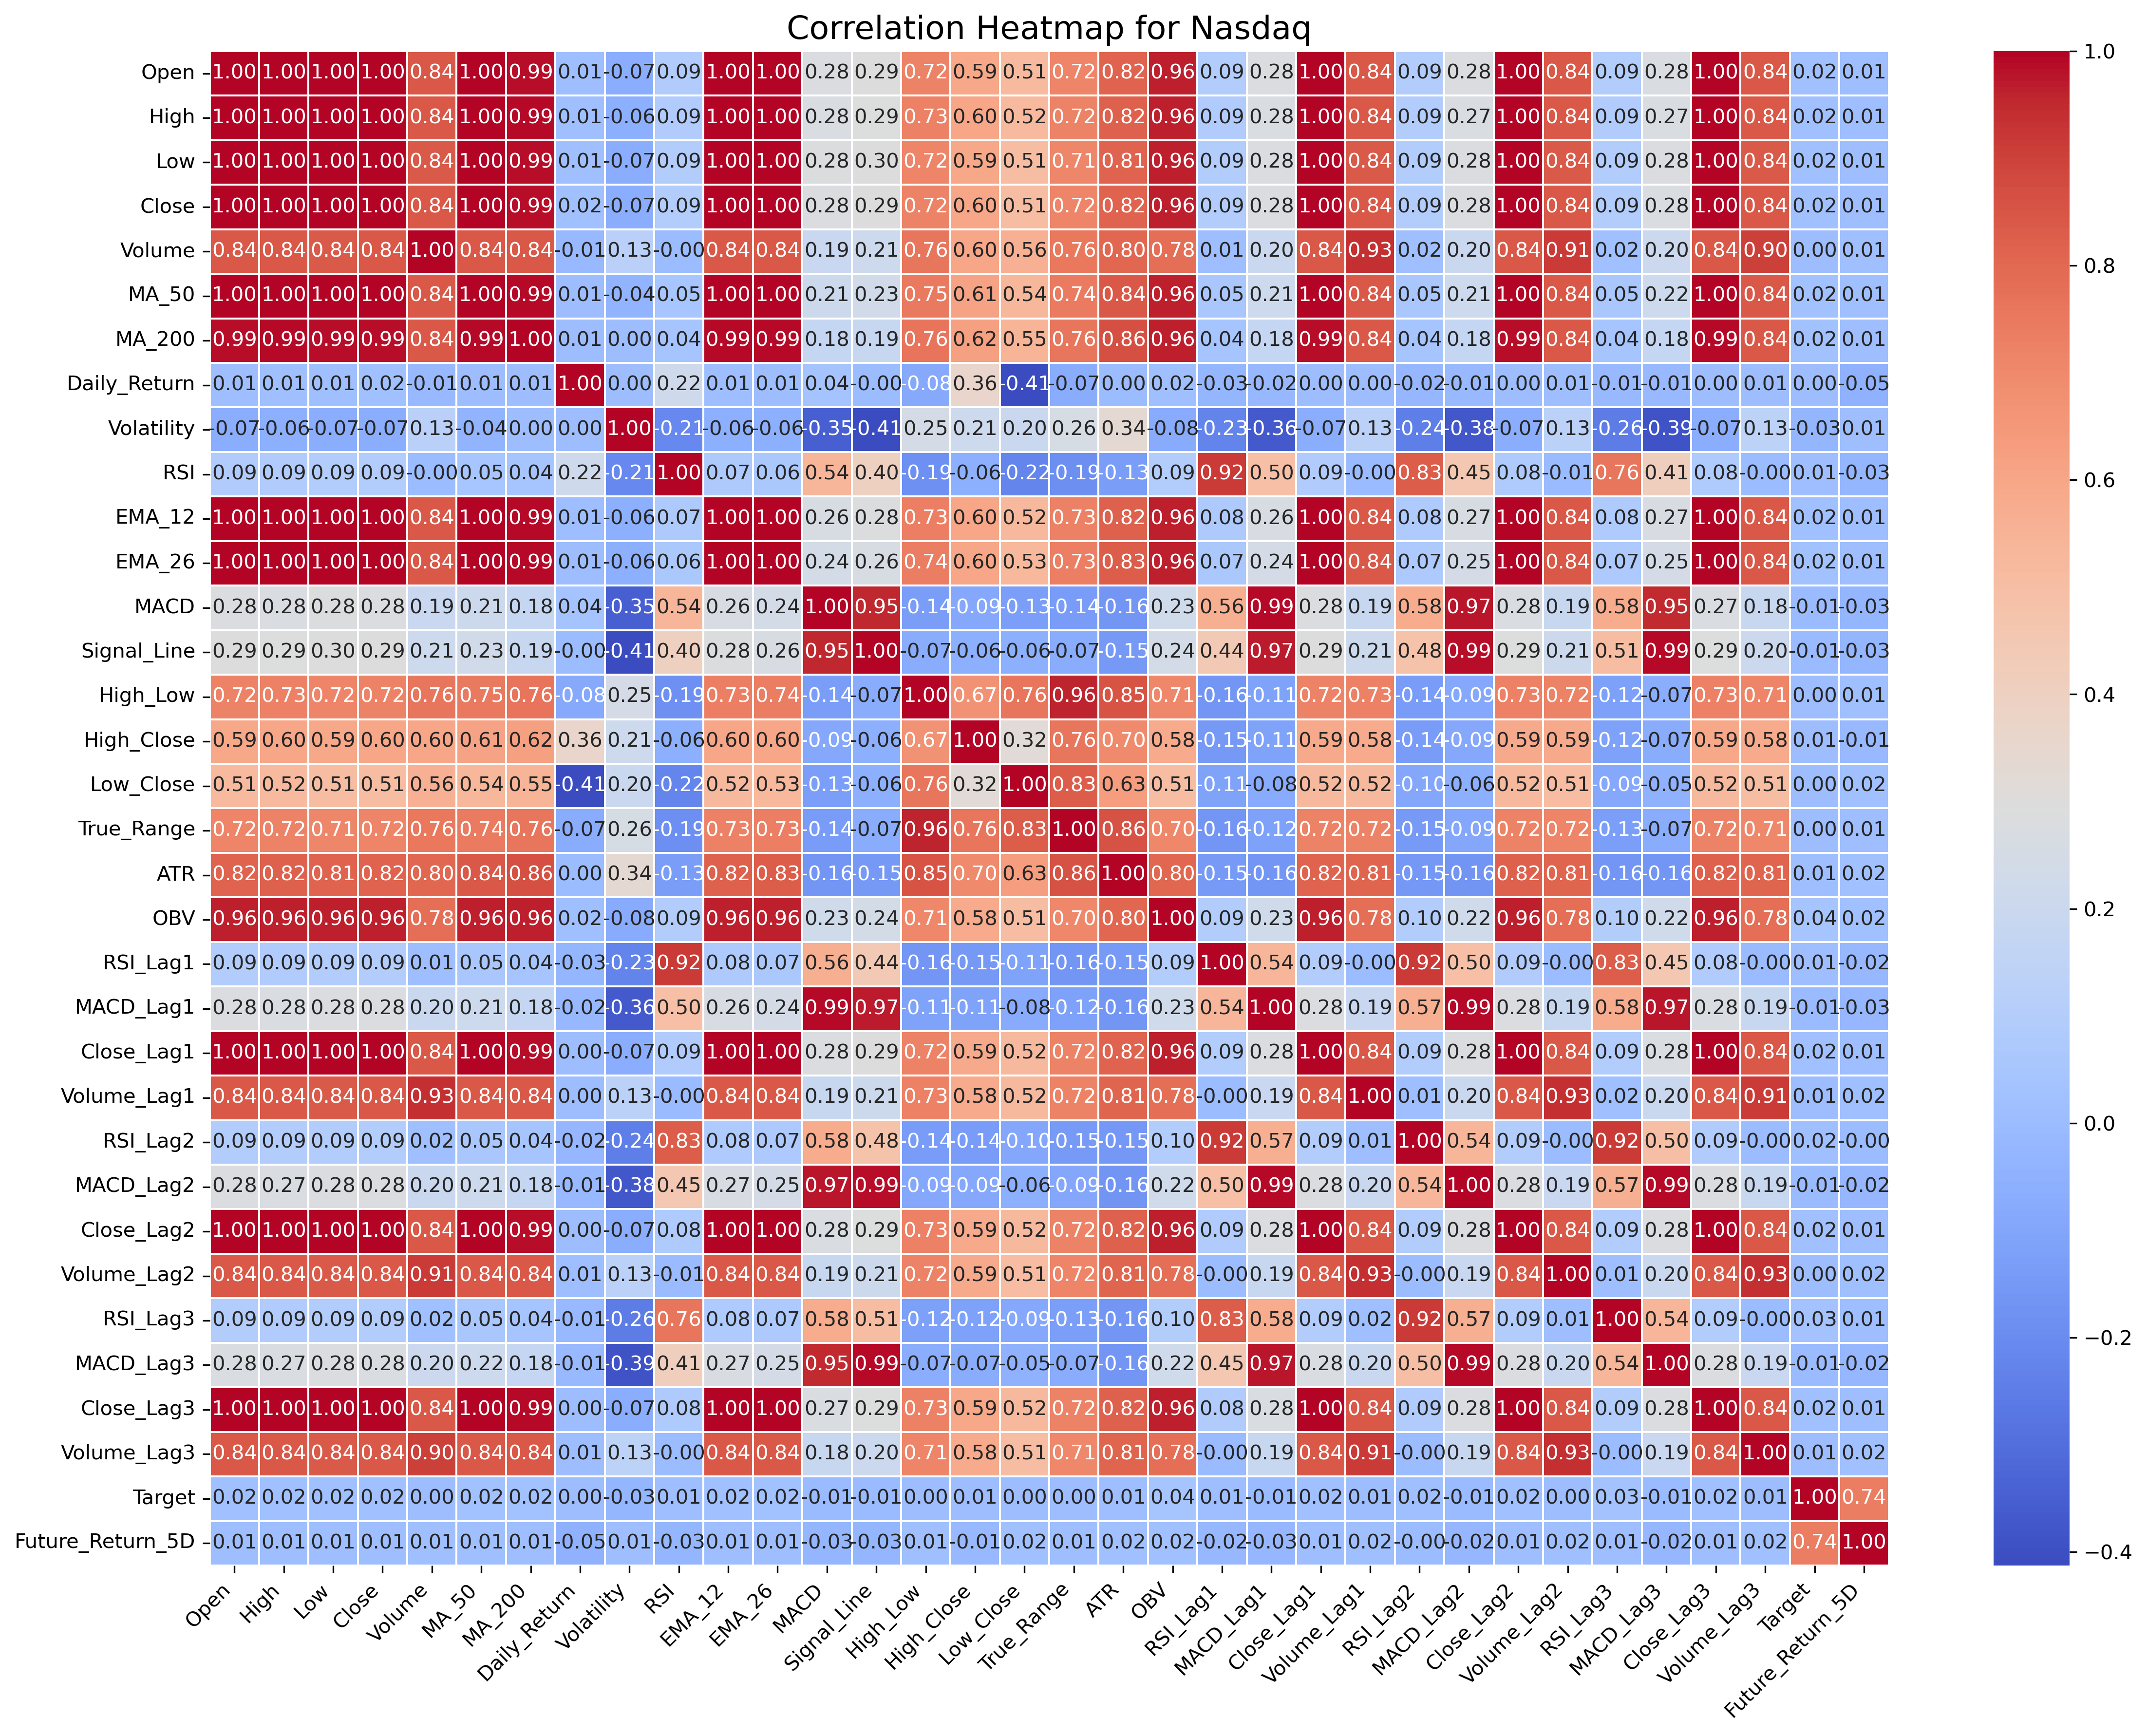 Correlation Heatmap for Nasdaq
Open 1.00 1.00 1.00 1.00 0.84 1.00 0.99 0.01 -0.07 0.09 1.00 1.00 0.28 0.29 0.72 0.59 0.51 0.72 0.82 0.96 0.09 0.28 1.00 0.84 0.09 0.28 1.00 0.84 0.09 0.28 1.00 0.84 0.02 0.01
High 1.00 1.00 1.00 1.00 0.84 1.00 0.99 0.01 -0.06 0.09 1.00 1.00 0.28 0.29 0.73 0.60 0.52 0.72 0.82 0.96 0.09 0.28 1.00 0.84 0.09 0.27 1.00 0.84 0.09 0.27 1.00 0.84 0.02 0.01
Low 1.00 1.00 1.00 1.00 0.84 1.00 0.99 0.01 -0.07 0.09 1.00 1.00 0.28 0.30 0.72 0.59 0.51 0.71 0.81 0.96 0.09 0.28 1.00 0.84 0.09 0.28 1.00 0.84 0.09 0.28 1.00 0.84 0.02 0.01
Close 1.00 1.00 1.00 1.00 0.84 1.00 0.99 0.02 -0.07 0.09 1.00 1.00 0.28 0.29 0.72 0.60 0.51 0.72 0.82 0.96 0.09 0.28 1.00 0.84 0.09 0.28 1.00 0.84 0.09 0.28 1.00 0.84 0.02 0.01
Volume 0.84 0.84 0.84 0.84 1.00 0.84 0.84 -0.01 0.13 -0.00 0.84 0.84 0.19 0.21 0.76 0.60 0.56 0.76 0.80 0.78 0.01 0.20 0.84 0.93 0.02 0.20 0.84 0.91 0.02 0.20 0.84 0.90 0.00 0.01
MA_50 1.00 1.00 1.00 1.00 0.84 1.00 0.99 0.01 -0.04 0.05 1.00 1.00 0.21 0.23 0.75 0.61 0.54 0.74 0.84 0.96 0.05 0.21 1.00 0.84 0.05 0.21 1.00 0.84 0.05 0.22 1.00 0.84 0.02 0.01
MA_200 0.99 0.99 0.99 0.99 0.84 0.99 1.00 0.01 0.00 0.04 0.99 0.99 0.18 0.19 0.76 0.62 0.55 0.76 0.86 0.96 0.04 0.18 0.99 0.84 0.04 0.18 0.99 0.84 0.04 0.18 0.99 0.84 0.02 0.01
Daily_Return 0.01 0.01 0.01 0.02 -0.01 0.01 0.01 1.00 0.00 0.22 0.01 0.01 0.04 -0.00 -0.08 0.36 -0.41 -0.07 0.00 0.02 -0.03 -0.02 0.00 0.00 -0.02 -0.01 0.00 0.01 -0.01 -0.01 0.00 0.01 0.00 -0.05
Volatility -0.07 -0.06 -0.07 -0.07 0.13 -0.04 0.00 0.00 1.00 -0.21 -0.06 -0.06 -0.35 -0.41 0.25 0.21 0.20 0.26 0.34 -0.08 -0.23 -0.36 -0.07 0.13 -0.24 -0.38 -0.07 0.13 -0.26 -0.39 -0.07 0.13 -0.03 0.01
RSI 0.09 0.09 0.09 0.09 -0.00 0.05 0.04 0.22 -0.21 1.00 0.07 0.06 0.54 0.40 -0.19 -0.06 -0.22 -0.19 -0.13 0.09 0.92 0.50 0.09 -0.00 0.83 0.45 0.08 -0.01 0.76 0.41 0.08 -0.00 0.01 -0.03
EMA_12 1.00 1.00 1.00 1.00 0.84 1.00 0.99 0.01 -0.06 0.07 1.00 1.00 0.26 0.28 0.73 0.60 0.52 0.73 0.82 0.96 0.08 0.26 1.00 0.84 0.08 0.27 1.00 0.84 0.08 0.27 1.00 0.84 0.02 0.01
EMA_26 1.00 1.00 1.00 1.00 0.84 1.00 0.99 0.01 -0.06 0.06 1.00 1.00 0.24 0.26 0.74 0.60 0.53 0.73 0.83 0.96 0.07 0.24 1.00 0.84 0.07 0.25 1.00 0.84 0.07 0.25 1.00 0.84 0.02 0.01
MACD 0.28 0.28 0.28 0.28 0.19 0.21 0.18 0.04 -0.35 0.54 0.26 0.24 1.00 0.95 -0.14 -0.09 -0.13 -0.14 -0.16 0.23 0.56 0.99 0.28 0.19 0.58 0.97 0.28 0.19 0.58 0.95 0.27 0.18 -0.01 -0.03
Signal_Line 0.29 0.29 0.30 0.29 0.21 0.23 0.19 -0.00 -0.41 0.40 0.28 0.26 0.95 1.00 -0.07 -0.06 -0.06 -0.07 -0.15 0.24 0.44 0.97 0.29 0.21 0.48 0.99 0.29 0.21 0.51 0.99 0.29 0.20 -0.01 -0.03
High_Low 0.72 0.73 0.72 0.72 0.76 0.75 0.76 -0.08 0.25 -0.19 0.73 0.74 -0.14 -0.07 1.00 0.67 0.76 0.96 0.85 0.71 -0.16 -0.11 0.72 0.73 -0.14 -0.09 0.73 0.72 -0.12 -0.07 0.73 0.71 0.00 0.01
High_Close 0.59 0.60 0.59 0.60 0.60 0.61 0.62 0.36 0.21 -0.06 0.60 0.60 -0.09 -0.06 0.67 1.00 0.32 0.76 0.70 0.58 -0.15 -0.11 0.59 0.58 -0.14 -0.09 0.59 0.59 -0.12 -0.07 0.59 0.58 0.01 -0.01
Low_Close 0.51 0.52 0.51 0.51 0.56 0.54 0.55 -0.41 0.20 -0.22 0.52 0.53 -0.13 -0.06 0.76 0.32 1.00 0.83 0.63 0.51 -0.11 -0.08 0.52 0.52 -0.10 -0.06 0.52 0.51 -0.09 -0.05 0.52 0.51 0.00 0.02
True_Range 0.72 0.72 0.71 0.72 0.76 0.74 0.76 -0.07 0.26 -0.19 0.73 0.73 -0.14 -0.07 0.96 0.76 0.83 1.00 0.86 0.70 -0.16 -0.12 0.72 0.72 -0.15 -0.09 0.72 0.72 -0.13 -0.07 0.72 0.71 0.00 0.01
ATR 0.82 0.82 0.81 0.82 0.80 0.84 0.86 0.00 0.34 -0.13 0.82 0.83 -0.16 -0.15 0.85 0.70 0.63 0.86 1.00 0.80 -0.15 -0.16 0.82 0.81 -0.15 -0.16 0.82 0.81 -0.16 -0.16 0.82 0.81 0.01 0.02
OBV 0.96 0.96 0.96 0.96 0.78 0.96 0.96 0.02 -0.08 0.09 0.96 0.96 0.23 0.24 0.71 0.58 0.51 0.70 0.80 1.00 0.09 0.23 0.96 0.78 0.10 0.22 0.96 0.78 0.10 0.22 0.96 0.78 0.04 0.02
RSI_Lag1 0.09 0.09 0.09 0.09 0.01 0.05 0.04 -0.03 -0.23 0.92 0.08 0.07 0.56 0.44 -0.16 -0.15 -0.11 -0.16 -0.15 0.09 1.00 0.54 0.09 -0.00 0.92 0.50 0.09 -0.00 0.83 0.45 0.08 -0.00 0.01 -0.02
MACD_Lag1 0.28 0.28 0.28 0.28 0.20 0.21 0.18 -0.02 -0.36 0.50 0.26 0.24 0.99 0.97 -0.11 -0.11 -0.08 -0.12 -0.16 0.23 0.54 1.00 0.28 0.19 0.57 0.99 0.28 0.19 0.58 0.97 0.28 0.19 -0.01 -0.03
Close_Lag1 1.00 1.00 1.00 1.00 0.84 1.00 0.99 0.00 -0.07 0.09 1.00 1.00 0.28 0.29 0.72 0.59 0.52 0.72 0.82 0.96 0.09 0.28 1.00 0.84 0.09 0.28 1.00 0.84 0.09 0.28 1.00 0.84 0.02 0.01
Volume_Lag1 0.84 0.84 0.84 0.84 0.93 0.84 0.84 0.00 0.13 -0.00 0.84 0.84 0.19 0.21 0.73 0.58 0.52 0.72 0.81 0.78 -0.00 0.19 0.84 1.00 0.01 0.20 0.84 0.93 0.02 0.20 0.84 0.91 0.01 0.02
RSI_Lag2 0.09 0.09 0.09 0.09 0.02 0.05 0.04 -0.02 -0.24 0.83 0.08 0.07 0.58 0.48 -0.14 -0.14 -0.10 -0.15 -0.15 0.10 0.92 0.57 0.09 0.01 1.00 0.54 0.09 -0.00 0.92 0.50 0.09 -0.00 0.02 -0.00
MACD_Lag2 0.28 0.27 0.28 0.28 0.20 0.21 0.18 -0.01 -0.38 0.45 0.27 0.25 0.97 0.99 -0.09 -0.09 -0.06 -0.09 -0.16 0.22 0.50 0.99 0.28 0.20 0.54 1.00 0.28 0.19 0.57 0.99 0.28 0.19 -0.01 -0.02
Close_Lag2 1.00 1.00 1.00 1.00 0.84 1.00 0.99 0.00 -0.07 0.08 1.00 1.00 0.28 0.29 0.73 0.59 0.52 0.72 0.82 0.96 0.09 0.28 1.00 0.84 0.09 0.28 1.00 0.84 0.09 0.28 1.00 0.84 0.02 0.01
Volume_Lag2 0.84 0.84 0.84 0.84 0.91 0.84 0.84 0.01 0.13 -0.01 0.84 0.84 0.19 0.21 0.72 0.59 0.51 0.72 0.81 0.78 -0.00 0.19 0.84 0.93 -0.00 0.19 0.84 1.00 0.01 0.20 0.84 0.93 0.00 0.02
RSI_Lag3 0.09 0.09 0.09 0.09 0.02 0.05 0.04 -0.01 -0.26 0.76 0.08 0.07 0.58 0.51 -0.12 -0.12 -0.09 -0.13 -0.16 0.10 0.83 0.58 0.09 0.02 0.92 0.57 0.09 0.01 1.00 0.54 0.09 -0.00 0.03 0.01
MACD_Lag3 0.28 0.27 0.28 0.28 0.20 0.22 0.18 -0.01 -0.39 0.41 0.27 0.25 0.95 0.99 -0.07 -0.07 -0.05 -0.07 -0.16 0.22 0.45 0.97 0.28 0.20 0.50 0.99 0.28 0.20 0.54 1.00 0.28 0.19 -0.01 -0.02
Close_Lag3 1.00 1.00 1.00 1.00 0.84 1.00 0.99 0.00 -0.07 0.08 1.00 1.00 0.27 0.29 0.73 0.59 0.52 0.72 0.82 0.96 0.08 0.28 1.00 0.84 0.09 0.28 1.00 0.84 0.09 0.28 1.00 0.84 0.02 0.01
Volume_Lag3 0.84 0.84 0.84 0.84 0.90 0.84 0.84 0.01 0.13 -0.00 0.84 0.84 0.18 0.20 0.71 0.58 0.51 0.71 0.81 0.78 -0.00 0.19 0.84 0.91 -0.00 0.19 0.84 0.93 -0.00 0.19 0.84 1.00 0.01 0.02
Target 0.02 0.02 0.02 0.02 0.00 0.02 0.02 0.00 -0.03 0.01 0.02 0.02 -0.01 -0.01 0.00 0.01 0.00 0.00 0.01 0.04 0.01 -0.01 0.02 0.01 0.02 -0.01 0.02 0.00 0.03 -0.01 0.02 0.01 1.00 0.74
Future_Return_5D 0.01 0.01 0.01 0.01 0.01 0.01 0.01 -0.05 0.01 -0.03 0.01 0.01 -0.03 -0.03 0.01 -0.01 0.02 0.01 0.02 0.02 -0.02 -0.03 0.01 0.02 -0.00 -0.02 0.01 0.02 0.01 -0.02 0.01 0.02 0.74 1.00
Open High Low Close Volume MA_50 MA_200 Daily_Return Volatility RSI EMA_12 EMA_26 MACD Signal_Line High_Low High_Close Low_Close True_Range ATR OBV RSI_Lag1 MACD_Lag1 Close_Lag1 Volume_Lag1 RSI_Lag2 MACD_Lag2 Close_Lag2 Volume_Lag2 RSI_Lag3 MACD_Lag3 Close_Lag3 Volume_Lag3 Target Future_Return_5D
1.0
0.8
0.6
0.4
0.2
0.0
−0.2
−0.4